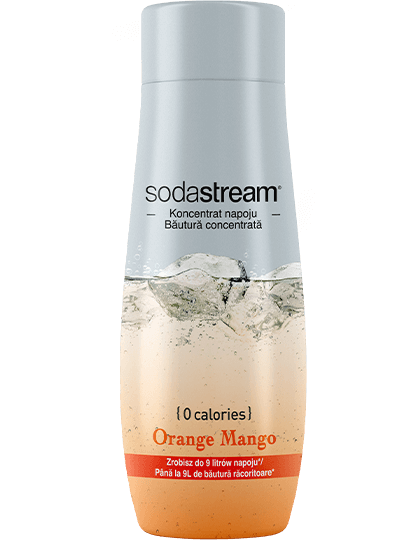 sodastream®
Koncentrat napoju
Băutură concentrată
{0 calories}
Orange Mango
Zrobisz do 9 litrów napoju*/
Până la 9L de băutură răcoritoare*